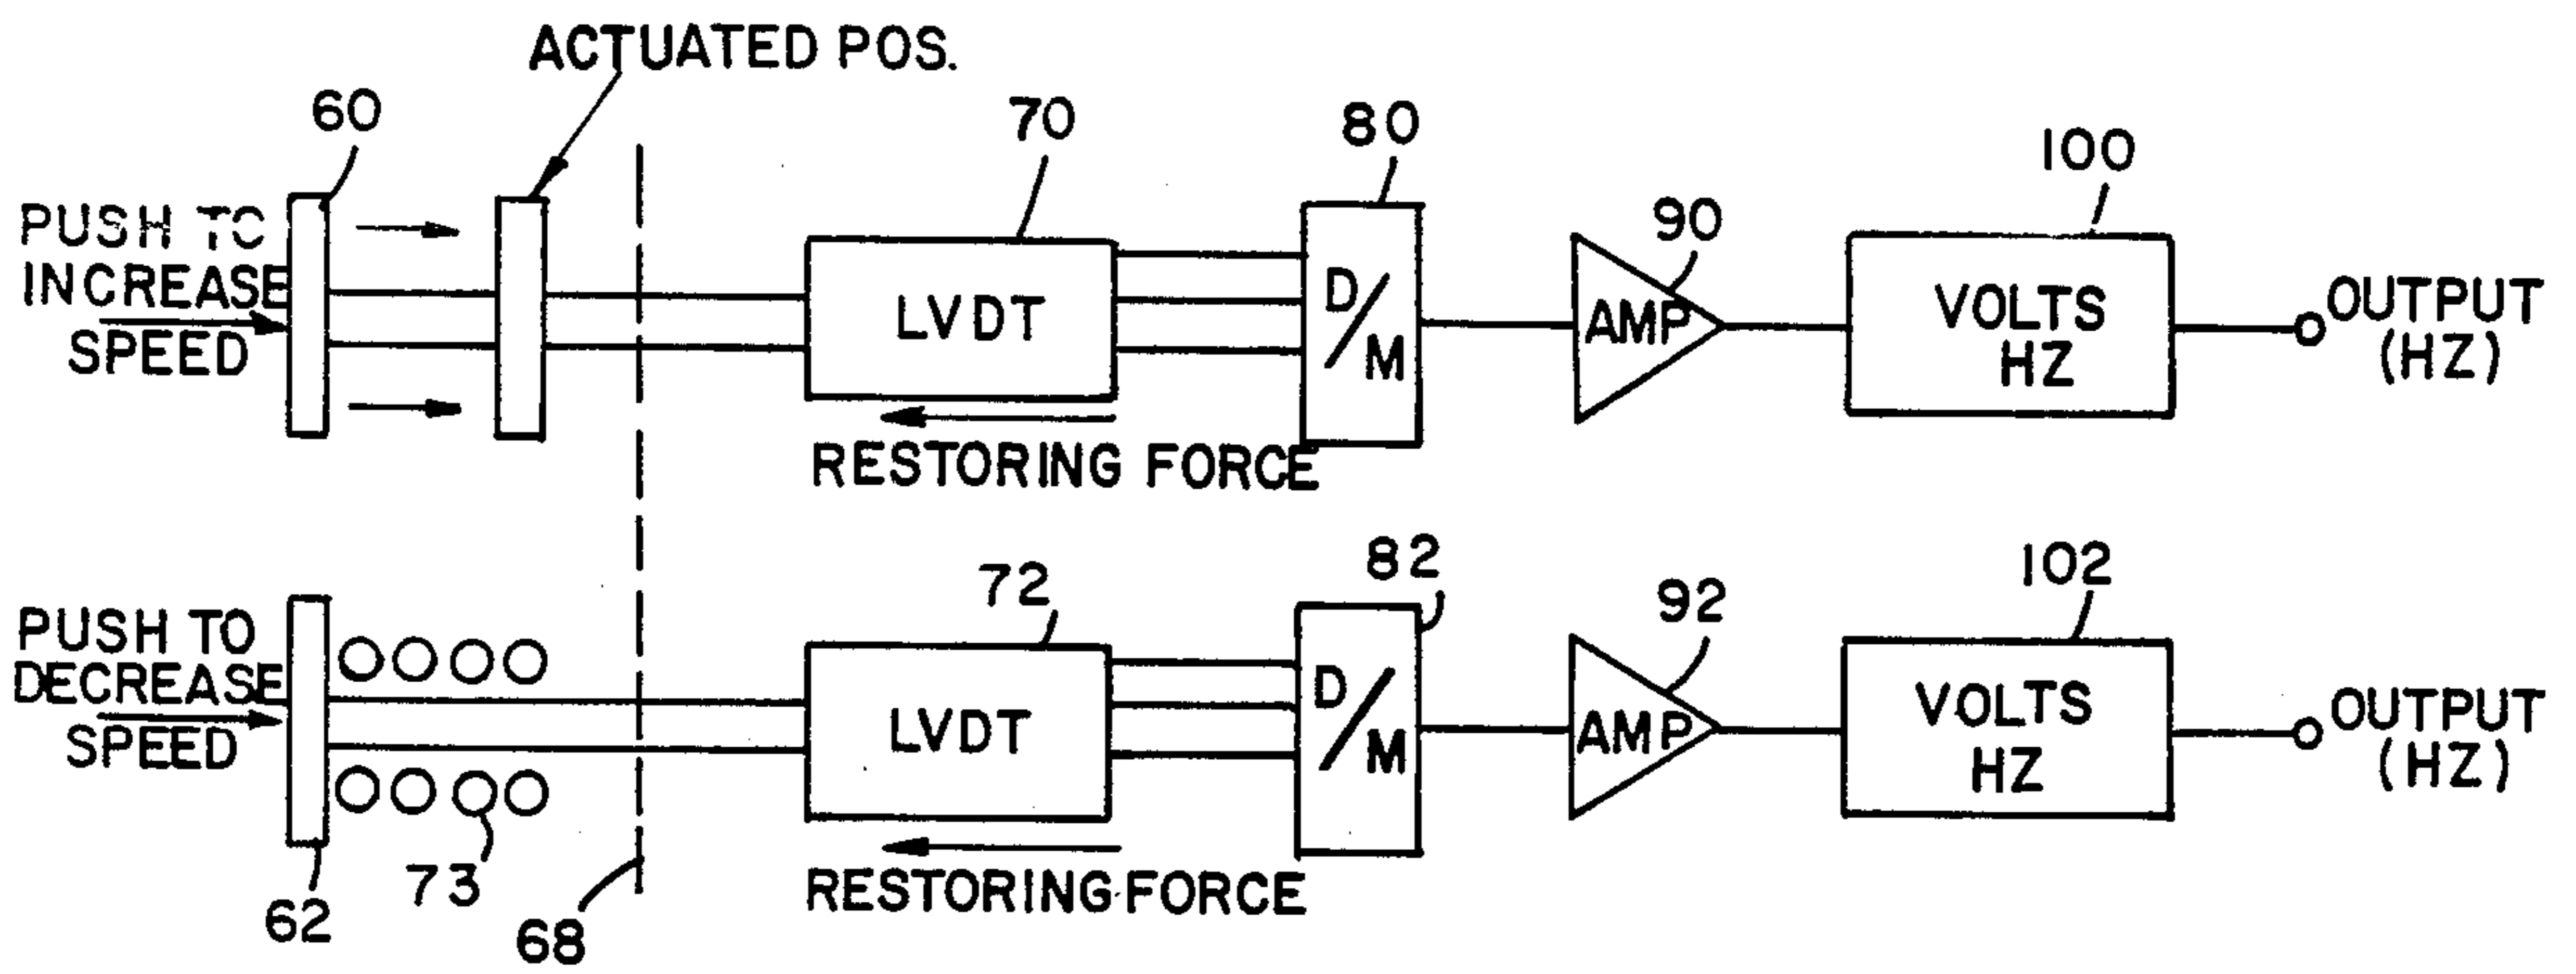 ACTUATED POS.
60
70
80
90
100
PUSH TO
INCREASE
SPEED
LVDT
D/M
AMP
VOLTS
HZ
OUTPUT
(HZ)
RESTORING FORCE
72
82
92
102
PUSH TO
DECREASE
SPEED
LVDT
D/M
AMP
VOLTS
HZ
OUTPUT
(HZ)
RESTORING FORCE
62
73
68